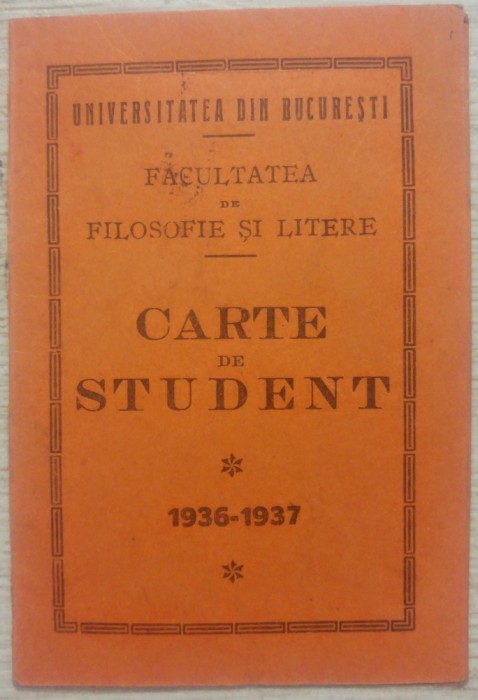 UNIVERSITATEA DIN BUCUREȘTI
FACULTATEA
DE
FILOSOFIE ȘI LITERE
CARTE
DE
STUDENT
1936-1937